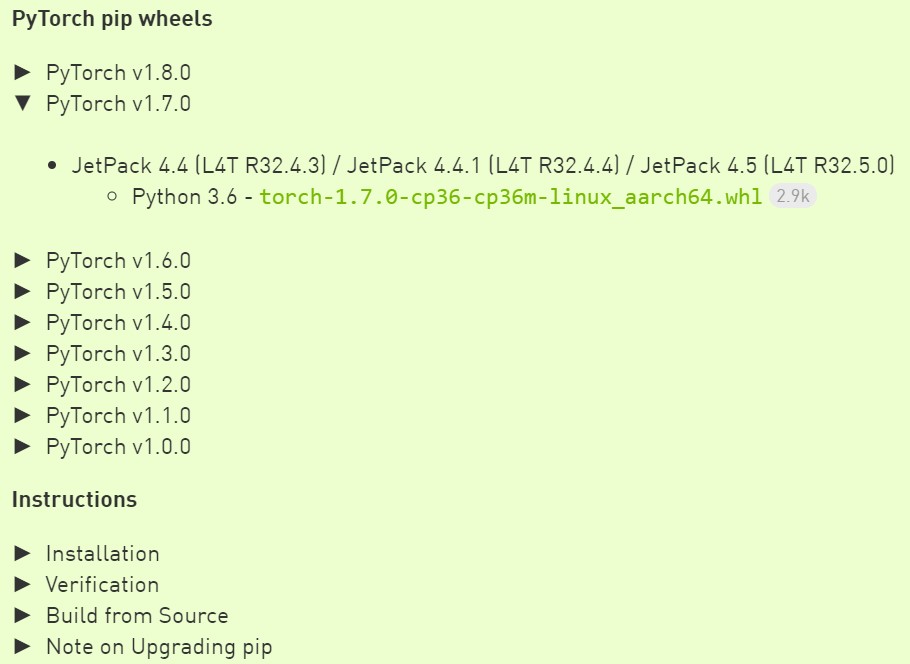 PyTorch pip wheels
► PyTorch v1.8.0
▼ PyTorch v1.7.0
• JetPack 4.4 (L4T R32.4.3) / JetPack 4.4.1 (L4T R32.4.4) / JetPack 4.5 (L4T R32.5.0)
◦ Python 3.6 - torch-1.7.0-cp36-cp36m-linux_aarch64.whl 2.9k
► PyTorch v1.6.0
► PyTorch v1.5.0
► PyTorch v1.4.0
► PyTorch v1.3.0
► PyTorch v1.2.0
► PyTorch v1.1.0
► PyTorch v1.0.0
Instructions
► Installation
► Verification
► Build from Source
► Note on Upgrading pip